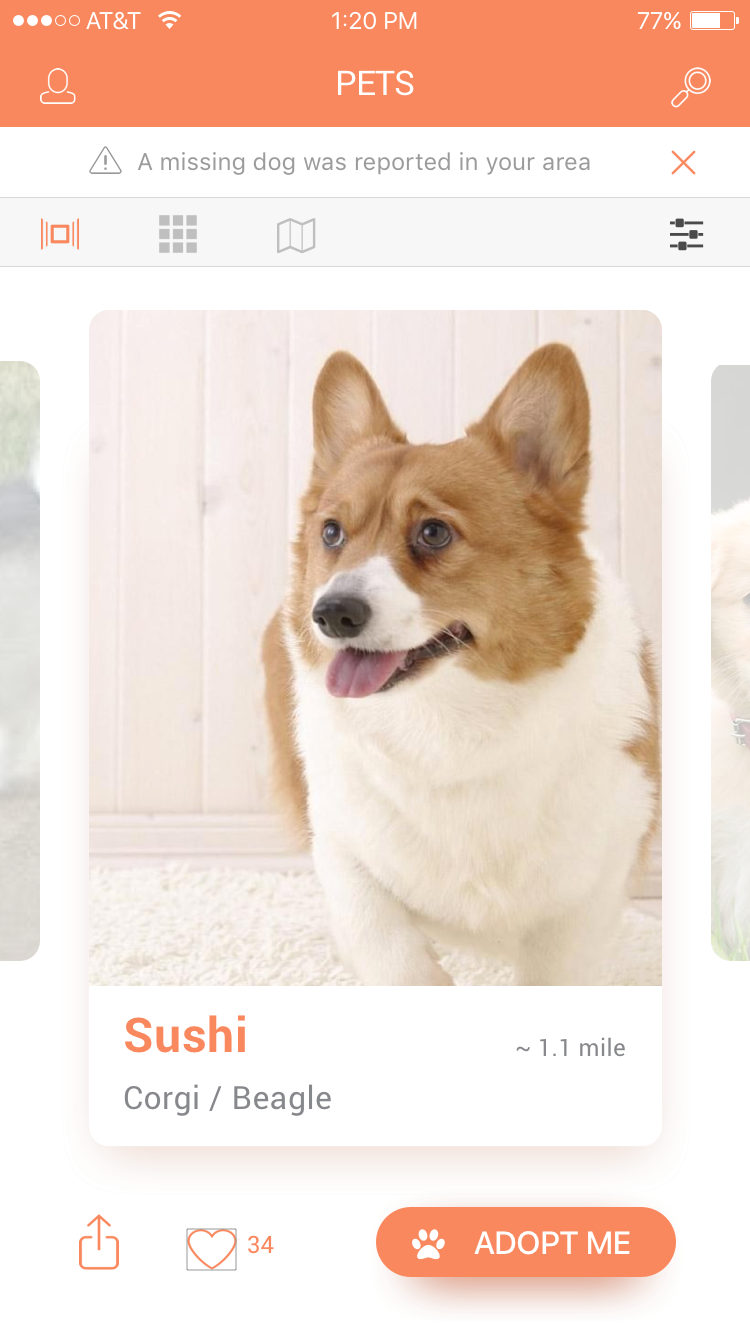 AT&T 1:20 PM 77%
PETS
A missing dog was reported in your area
Sushi
~ 1.1 mile
Corgi / Beagle
34
ADOPT ME